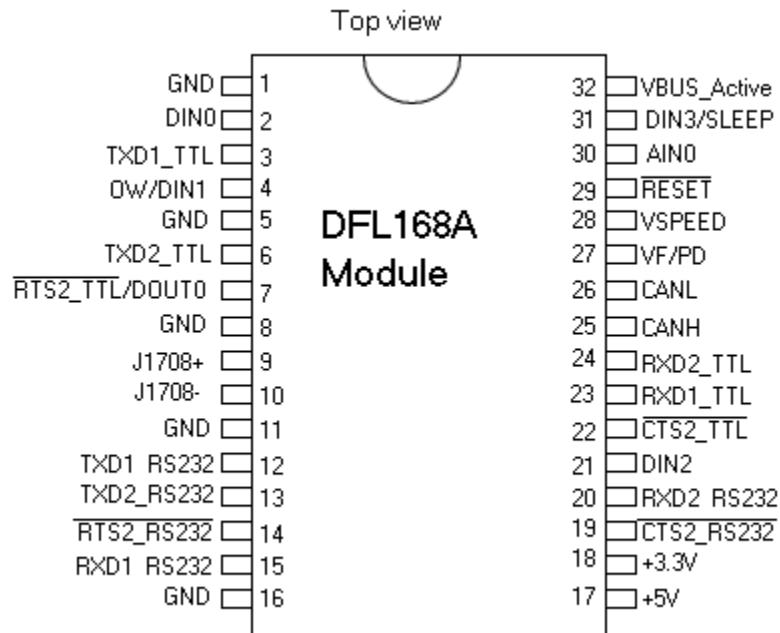 Top view
GND 1 32 VBUS_Active
DIN0 2 31 DIN3/SLEEP
TXD1_TTL 3 30 AIN0
OW/DIN1 4 29 RESET
GND 5 28 VSPEED
DFL168A
TXD2_TTL 6 27 VF/PD
Module
RTS2_TTL/DOUT0 7 26 CANL
GND 8 25 CANH
J1708+ 9 24 RXD2_TTL
J1708- 10 23 RXD1_TTL
GND 11 22 CTS2_TTL
TXD1 RS232 12 21 DIN2
TXD2_RS232 13 20 RXD2 RS232
RTS2_RS232 14 19 CTS2_RS232
RXD1 RS232 15 18 +3.3V
GND 16 17 +5V